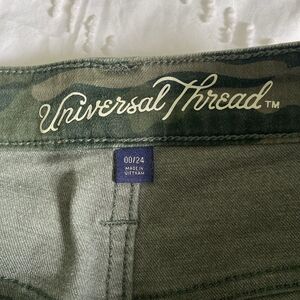 Universal Thread™
00/24
MADE IN
VIETNAM